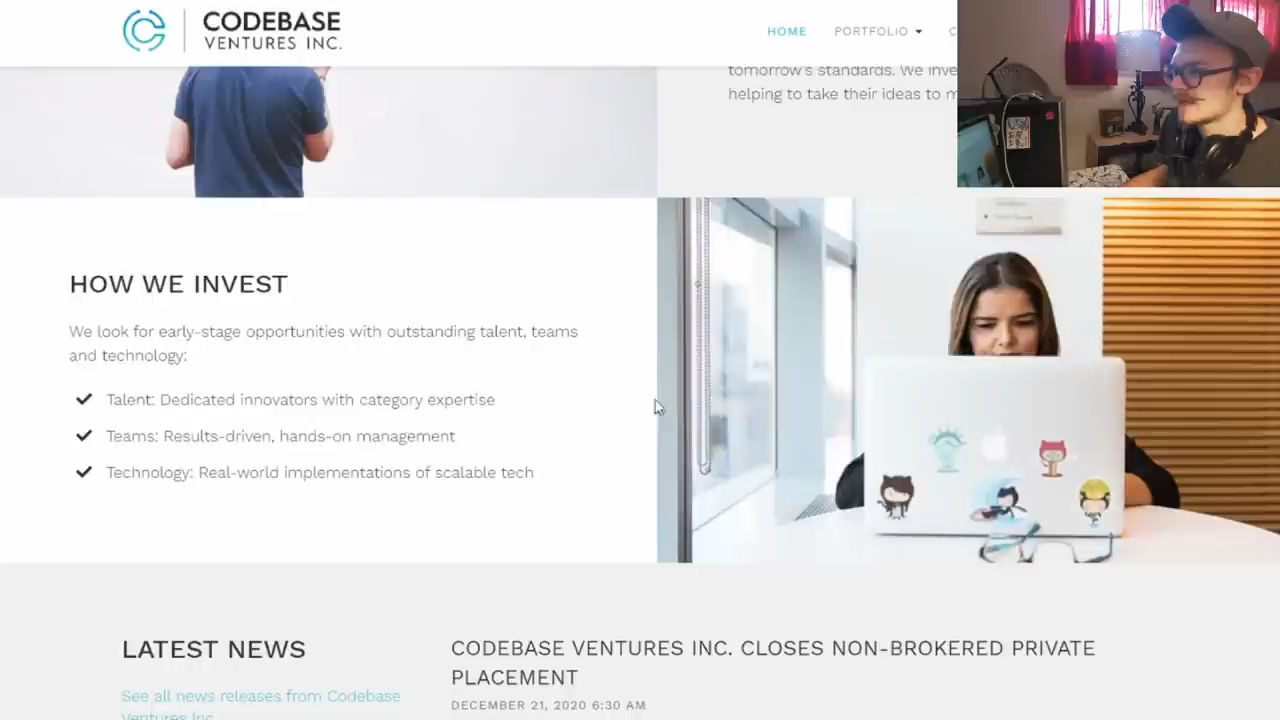 CODEBASE
VENTURES INC.
HOME
PORTFOLIO
tomorrow's standards. We
helping to take their ideas to
HOW WE INVEST
We look for early-stage opportunities with outstanding talent, teams
and technology:
Talent: Dedicated innovators with category expertise
Teams: Results-driven, hands-on management
Technology: Real-world implementations of scalable tech
LATEST NEWS
See all news releases from Codebase
Ventures Inc.
CODEBASE VENTURES INC. CLOSES NON-BROKERED PRIVATE
PLACEMENT
DECEMBER 21, 2020 6:30 AM